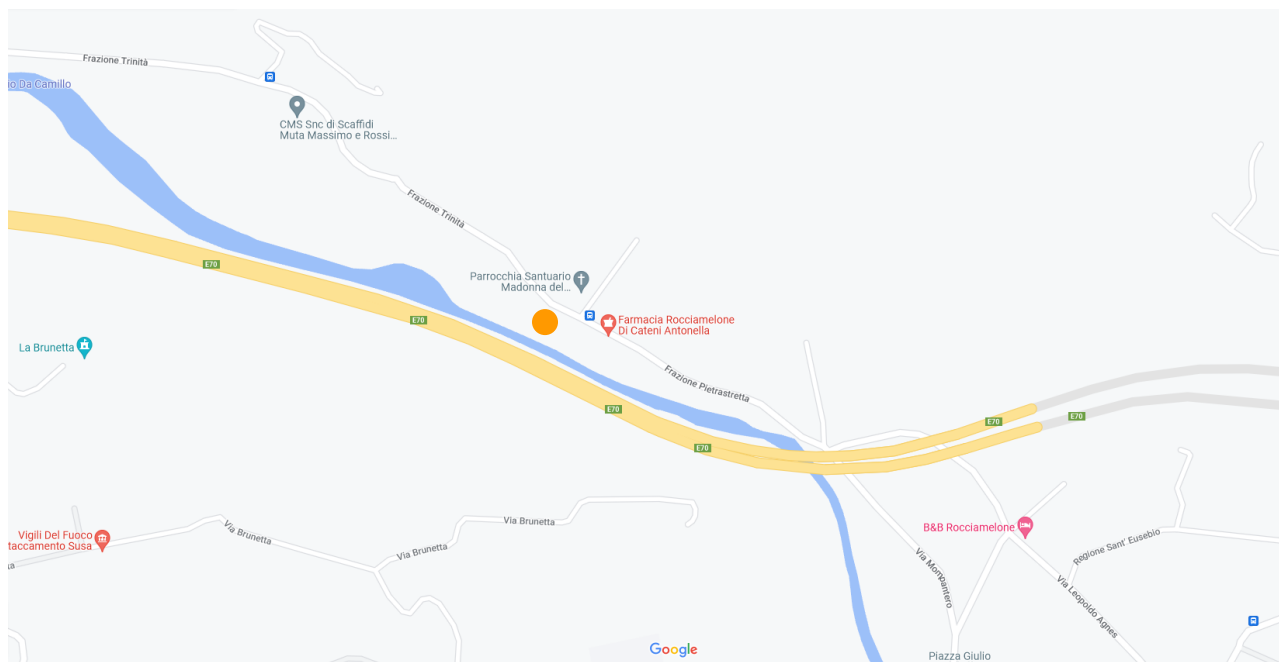 Frazione Trinità
io Da Camillo
CMS Snc di Scaffidi
Muta Massimo e Rossi...
Frazione Trinità
E70
Parrocchia Santuario
Madonna del...
E70
Farmacia Rocciamelone
Di Cateni Antonella
La Brunetta
Frazione Pietrastretta
E70
E70
E70
E70
Vigili Del Fuoco
taccamento Susa
ta
Via Brunetta
Via Brunetta
Via Brunetta
B&B Rocciamelone
Regione Sant' Eusebio
Via Mompantero
Via Leopoldo Agnes
Google
Piazza Giulio